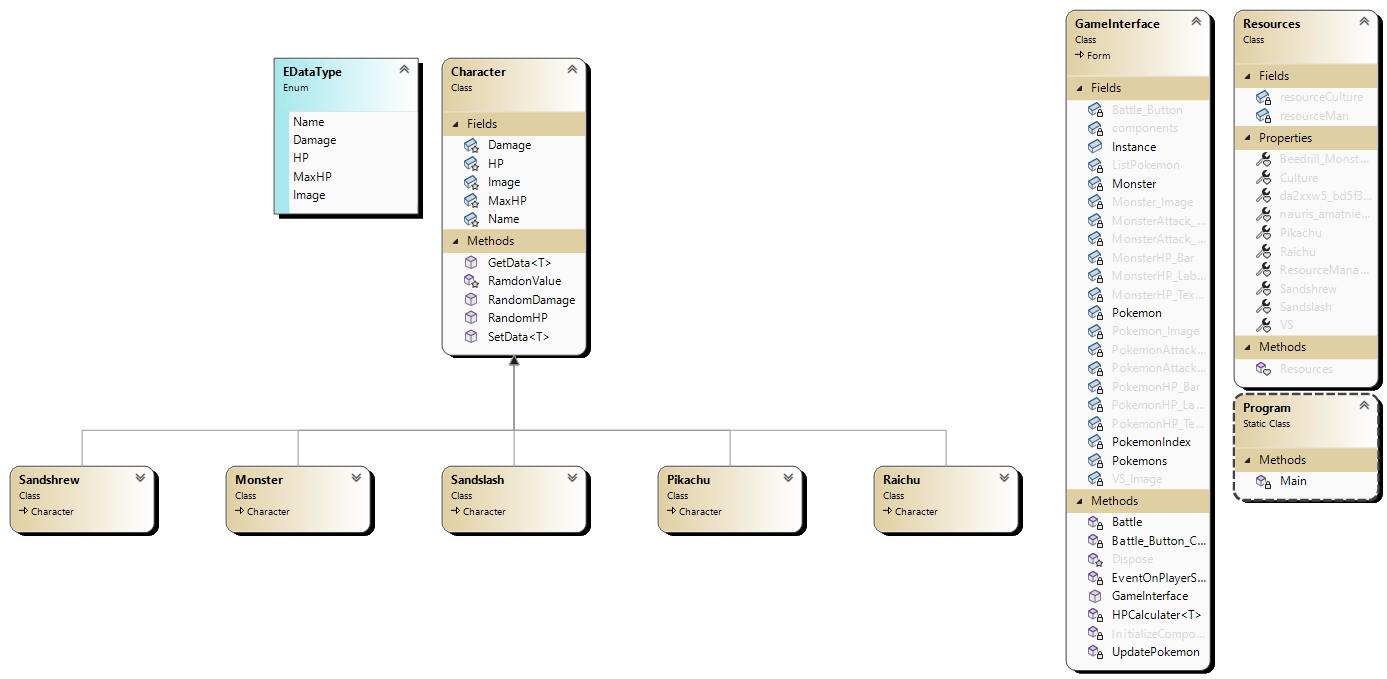 EDataType
Enum
Name
Damage
HP
MaxHP
Image
Character
Class
Fields
Damage
HP
Image
MaxHP
Name
Methods
GetData<T>
RamdonValue
RandomDamage
RandomHP
SetData<T>
Sandshrew
Class
Character
Monster
Class
Character
Sandslash
Class
Character
Pikachu
Class
Character
Raichu
Class
Character
GameInterface
Class
Form
Fields
Battle_Button
components
Instance
ListPokemon
Monster
Monster_Image
MonsterAttack_...
MonsterAttack_...
MonsterHP_Bar
MonsterHP_Lab...
MonsterHP_Tex...
Pokemon
Pokemon_Image
PokemonAttack...
PokemonAttack...
PokemonHP_Bar
PokemonHP_La...
PokemonHP_Te...
PokemonIndex
Pokemons
VS_Image
Methods
Battle
Battle_Button_C...
Dispose
EventOnPlayerS...
GameInterface
HPCalculater<T>
InitializeCompo...
UpdatePokemon
Resources
Class
Fields
resourceCulture
resourceMan
Properties
Beedrill_Monst...
Culture
da2xxw5_bd5f3...
nauris_amatnie...
Pikachu
Raichu
ResourceMana...
Sandshrew
Sandslash
VS
Methods
Resources
Program
Static Class
Methods
Main